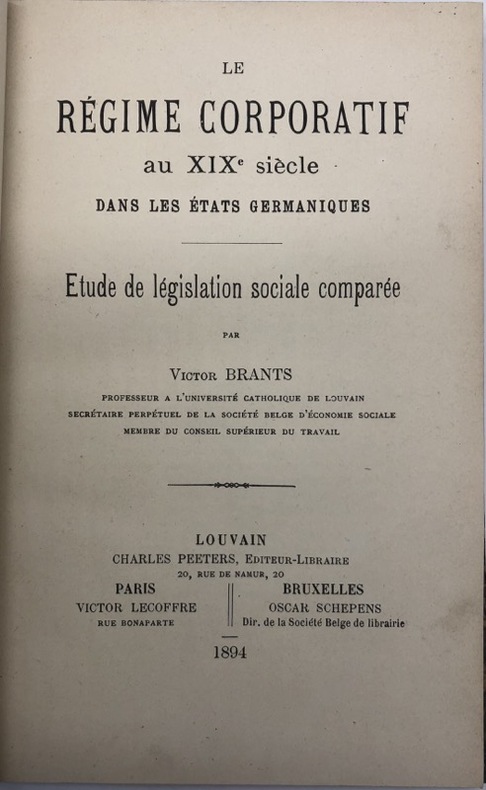 LE
RÉGIME CORPORATIF
au XIXe siècle
DANS LES ÉTATS GERMANIQUES
Etude de législation sociale comparée
PAR
VICTOR BRANTS
PROFESSEUR A L'UNIVERSITÉ CATHOLIQUE DE LOUVAIN
SECRÉTAIRE PERPÉTUEL DE LA SOCIÉTÉ BELGE D'ÉCONOMIE SOCIALE
MEMBRE DU CONSEIL SUPÉRIEUR DU TRAVAIL
LOUVAIN
CHARLES PEETERS, EDITEUR-LIBRAIRE
20, RUE DE NAMUR, 20
PARIS
VICTOR LECOFFRE
RUE BONAPARTE
BRUXELLES
OSCAR SCHEPENS
Dir. de la Société Belge de librairie
1894